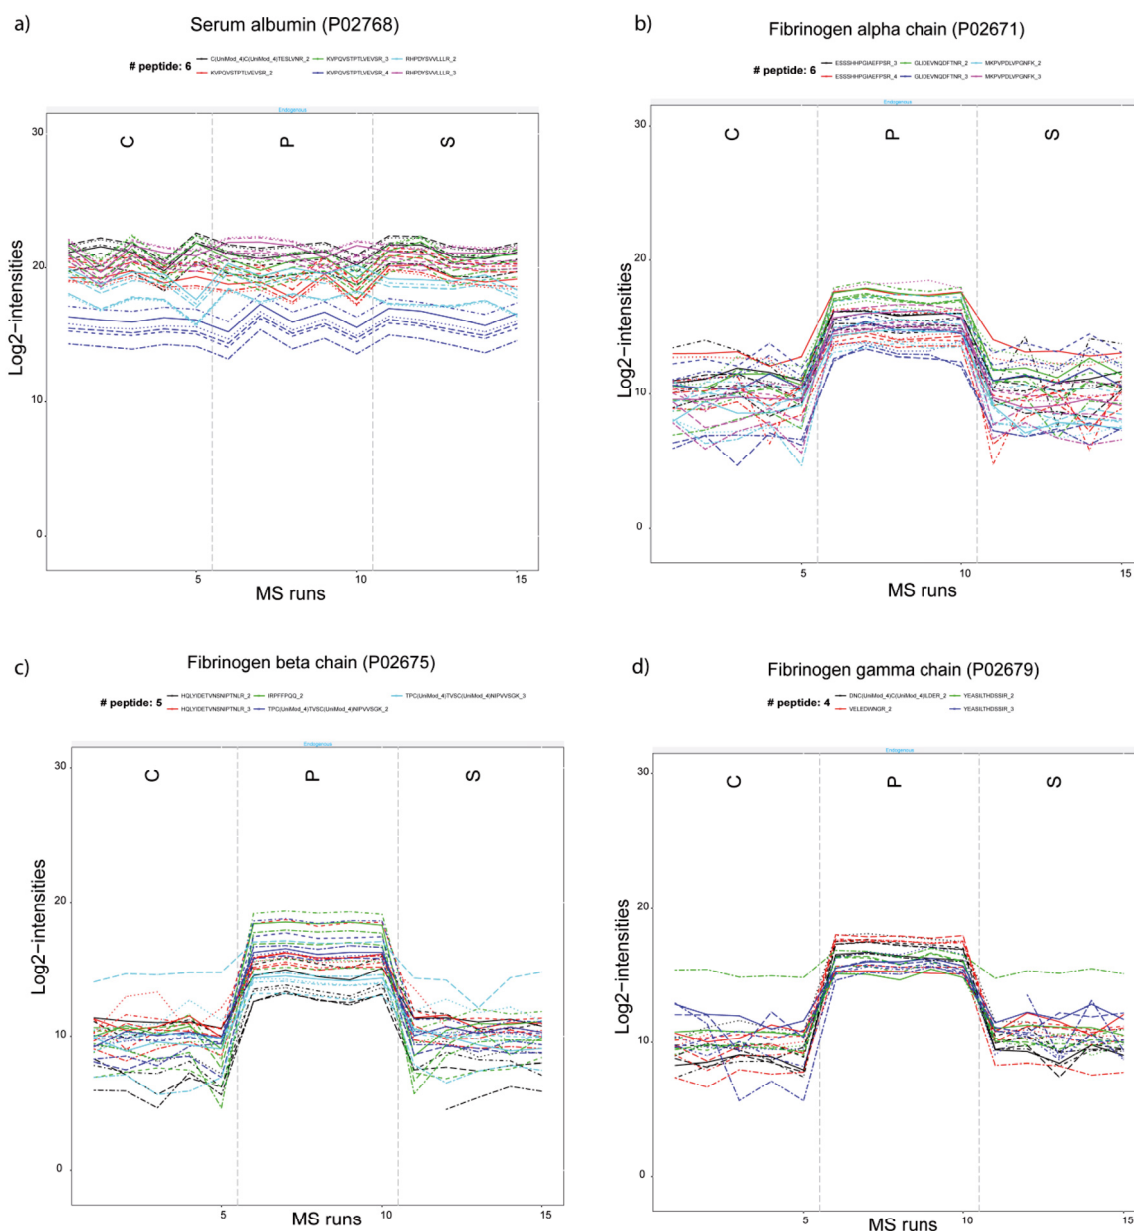 a)
Serum albumin (P02768)
# peptide: 6
C(UniMod_4)C(UniMod_4)TESLVNR_2
KVPQVSTPTLVEVSR_3
RHPDYSVVLLLR_2
KVPQVSTPTLVEVSR_2
KVPQVSTPTLVEVSR_4
RHPDYSVVLLLR_3
Endogenous
C
P
S
30
20
10
0
Log2-intensities
5
10
15
MS runs
b)
Fibrinogen alpha chain (P02671)
# peptide: 6
ESSSHHPGIAEFPSR_3
GLIDEVNQDFTNR_2
MKPVPDLVPGNFK_2
ESSSHHPGIAEFPSR_4
GLIDEVNQDFTNR_3
MKPVPDLVPGNFK_3
Endogenous
C
P
S
30
20
10
0
Log2-intensities
5
10
15
MS runs
c)
Fibrinogen beta chain (P02675)
# peptide: 5
HQLYIDETVNSNIPTNLR_2
IRPFFPQQ_2
TPC(UniMod_4)TVSC(UniMod_4)NIPVVSGK_3
HQLYIDETVNSNIPTNLR_3
TPC(UniMod_4)TVSC(UniMod_4)NIPVVSGK_2
Endogenous
C
P
S
30
20
10
0
Log2-intensities
5
10
15
MS runs
d)
Fibrinogen gamma chain (P02679)
# peptide: 4
DNC(UniMod_4)C(UniMod_4)ILDER_2
YEASILTHDSSIR_2
VELEDWNGR_2
YEASILTHDSSIR_3
Endogenous
C
P
S
30
20
10
0
Log2-intensities
5
10
15
MS runs